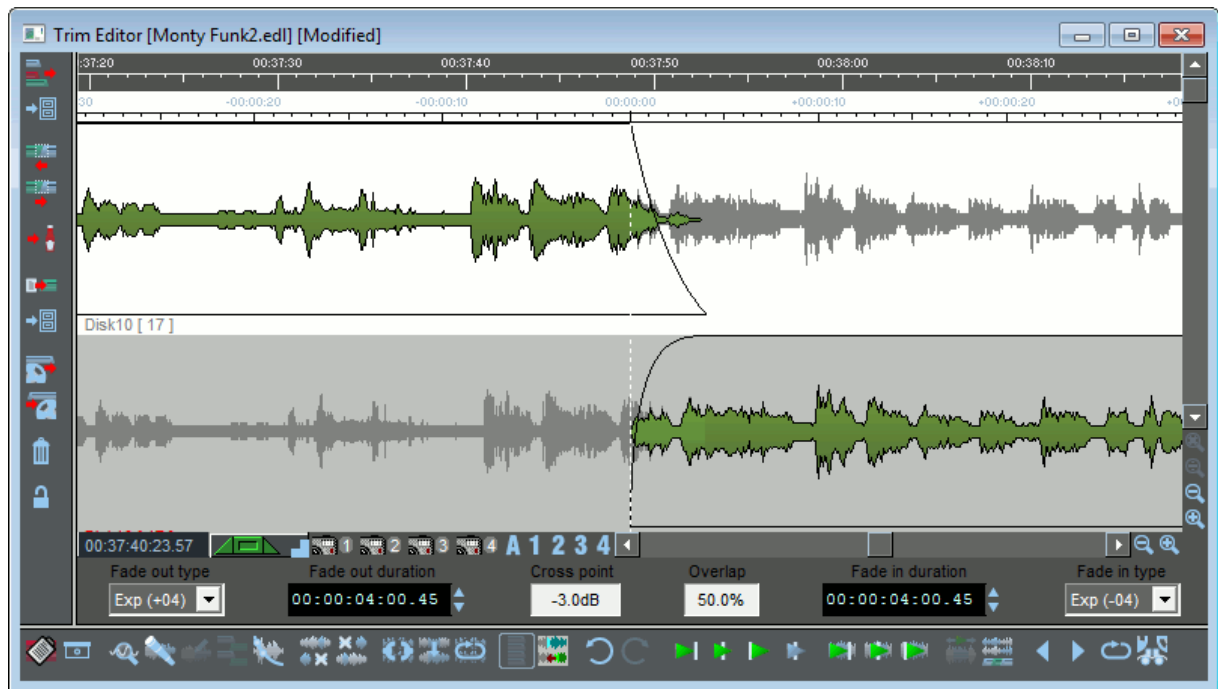 Trim Editor [Monty Funk2.edl] [Modified]
:37:20 00:37:30 00:37:40 00:37:50 00:38:00 00:38:10
30 -00:00:20 -00:00:10 00:00:00 +00:00:10 +00:00:20 +0
Disk10 [ 17 ]
00:37:40:23.57 1 2 3 4 A 1 2 3 4
Fade out type Fade out duration Cross point Overlap Fade in duration Fade in type
Exp (+04) 00:00:04:00.45 -3.0dB 50.0% 00:00:04:00.45 Exp (-04)